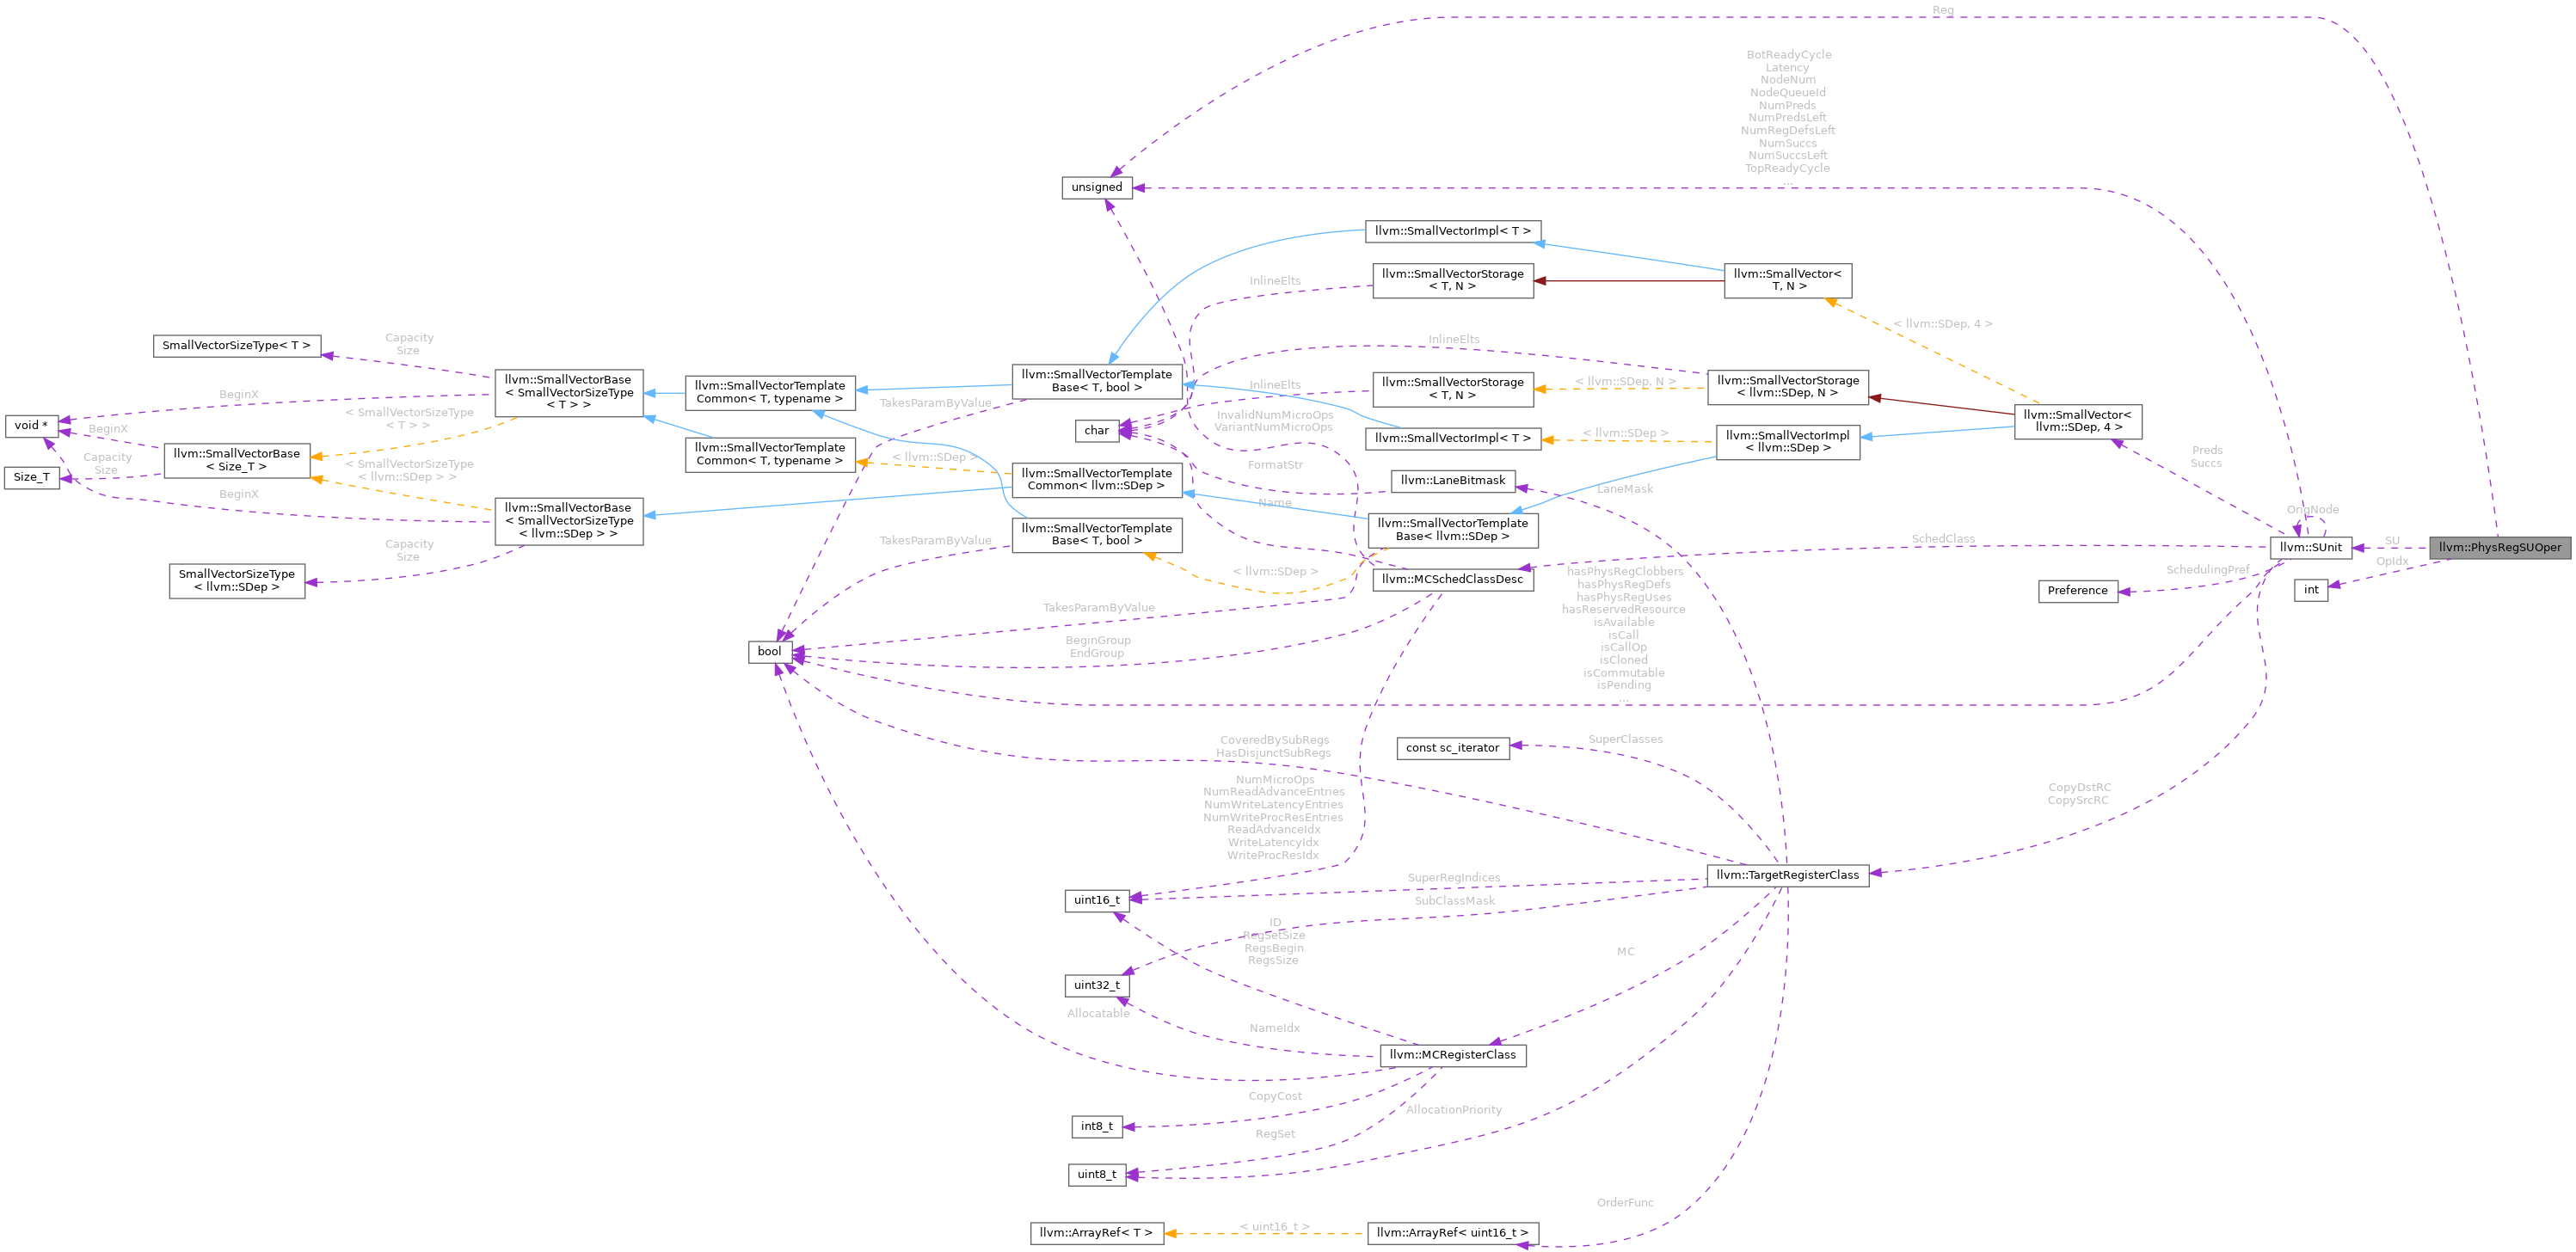 Reg
BotReadyCycle
Latency
NodeNum
NodeQueueId
NumPreds
NumPredsLeft
NumRegDefsLeft
NumSuccs
NumSuccsLeft
TopReadyCycle
...
unsigned
llvm::SmallVectorImpl< T >
llvm::SmallVectorStorage
< T, N >
llvm::SmallVector<
T, N >
InlineElts
< llvm::SDep, 4 >
SmallVectorSizeType< T >
Capacity
Size
InlineElts
llvm::SmallVectorBase
< SmallVectorSizeType
< T > >
llvm::SmallVectorTemplate
Common< T, typename >
llvm::SmallVectorTemplate
Base< T, bool >
InlineElts
llvm::SmallVectorStorage
< T, N >
< llvm::SDep, N >
llvm::SmallVectorStorage
< llvm::SDep, N >
BeginX
TakesParamByValue
void *
BeginX
< SmallVectorSizeType
< T > >
char
InvalidNumMicroOps
VariantNumMicroOps
llvm::SmallVectorImpl< T >
< llvm::SDep >
llvm::SmallVectorImpl
< llvm::SDep >
llvm::SmallVector<
llvm::SDep, 4 >
Size_T
Capacity
Size
llvm::SmallVectorBase
< Size_T >
< SmallVectorSizeType
< llvm::SDep > >
llvm::SmallVectorTemplate
Common< T, typename >
< llvm::SDep >
llvm::SmallVectorTemplate
Common< llvm::SDep >
FormatStr
llvm::LaneBitmask
LaneMask
Preds
Succs
BeginX
llvm::SmallVectorBase
< SmallVectorSizeType
< llvm::SDep > >
Name
llvm::SmallVectorTemplate
Base< T, bool >
llvm::SmallVectorTemplate
Base< llvm::SDep >
OrigNode
Capacity
Size
TakesParamByValue
SchedClass
llvm::SUnit
SU
llvm::PhysRegSUOper
OpIdx
SmallVectorSizeType
< llvm::SDep >
< llvm::SDep >
llvm::MCSchedClassDesc
SchedulingPref
Preference
int
hasPhysRegClobbers
hasPhysRegDefs
hasPhysRegUses
hasReservedResource
isAvailable
isCall
isCallOp
isCloned
isCommutable
isPending
...
TakesParamByValue
BeginGroup
EndGroup
bool
CoveredBySubRegs
HasDisjunctSubRegs
const sc_iterator
SuperClasses
NumMicroOps
NumReadAdvanceEntries
NumWriteLatencyEntries
NumWriteProcResEntries
ReadAdvanceIdx
WriteLatencyIdx
WriteProcResIdx
CopyDstRC
CopySrcRC
llvm::TargetRegisterClass
uint16_t
SuperRegIndices
SubClassMask
ID
RegSetSize
RegsBegin
RegsSize
MC
uint32_t
Allocatable
NameIdx
llvm::MCRegisterClass
CopyCost
AllocationPriority
int8_t
RegSet
uint8_t
OrderFunc
llvm::ArrayRef< T >
< uint16_t >
llvm::ArrayRef< uint16_t >